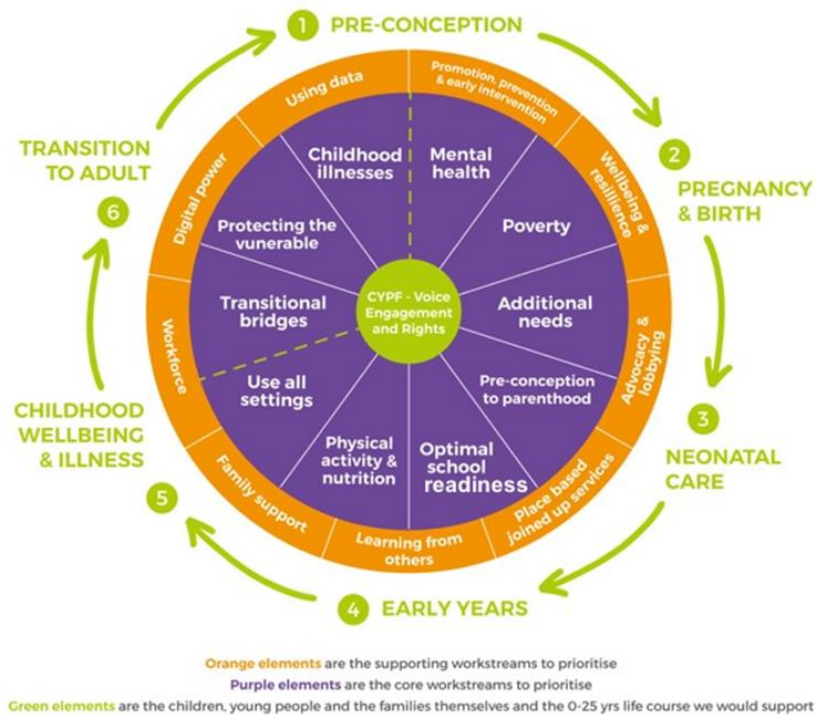 1 PRE-CONCEPTION
2
PREGNANCY
& BIRTH
3
NEONATAL
CARE
4 EARLY YEARS
5
CHILDHOOD
WELLBEING
& ILLNESS
6
TRANSITION
TO ADULT
Using data
Promotion, prevention
& early intervention
Wellbeing &
resillience
Advocacy &
lobbying
Place based
joined up services
Learning from
others
Family support
Workforce
Digital power
Childhood
illnesses
Mental
health
Poverty
Additional
needs
Pre-conception
to parenthood
Optimal
school
readiness
Physical
activity &
nutrition
Use all
settings
Transitional
bridges
Protecting the
vunerable
CYPF - Voice
Engagement
and Rights
Orange elements are the supporting workstreams to prioritise
Purple elements are the core workstreams to prioritise
Green elements are the children, young people and the families themselves and the 0-25 yrs life course we would support